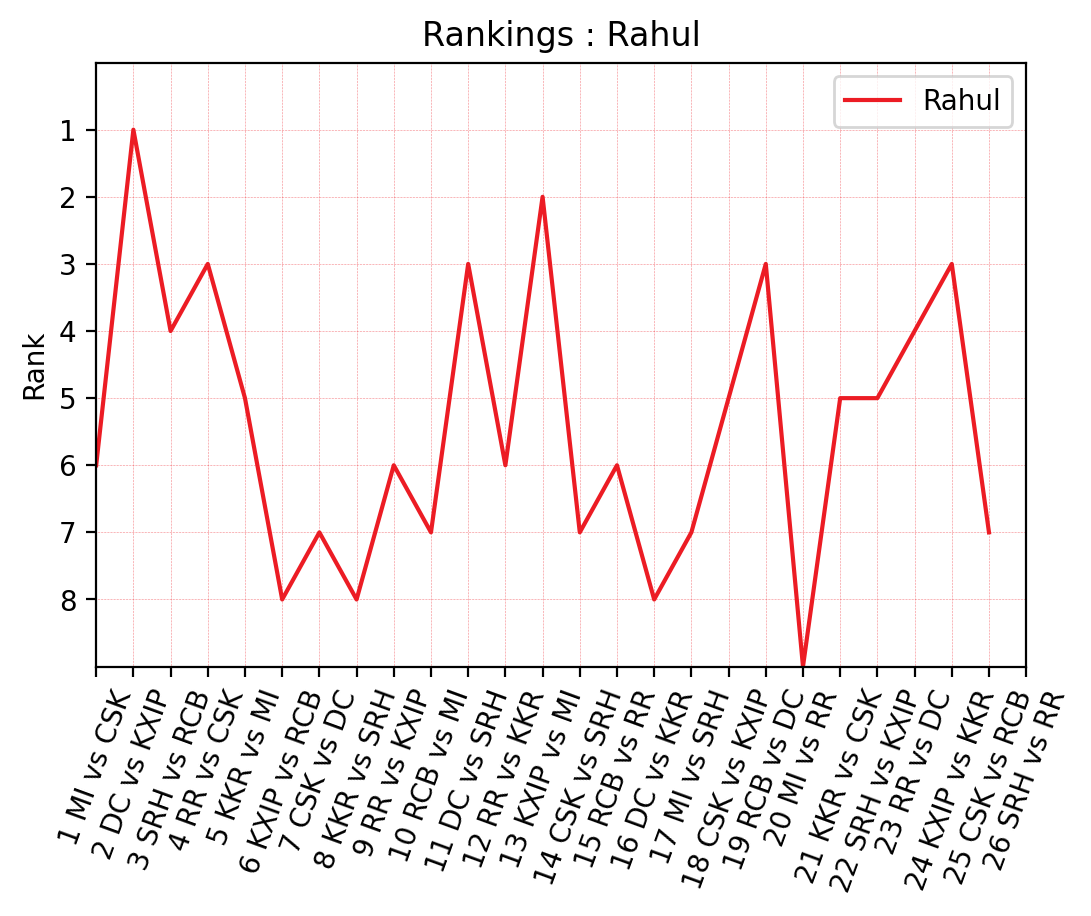 Rankings : Rahul
Rahul
Rank
1
2
3
4
5
6
7
8
1 MI vs CSK
2 DC vs KXIP
3 SRH vs RCB
4 RR vs CSK
5 KKR vs MI
6 KXIP vs RCB
7 CSK vs DC
8 KKR vs SRH
9 RR vs KXIP
10 RCB vs MI
11 DC vs SRH
12 RR vs KKR
13 KXIP vs MI
14 CSK vs SRH
15 RCB vs RR
16 DC vs KKR
17 MI vs SRH
18 CSK vs KXIP
19 RCB vs DC
20 MI vs RR
21 KKR vs CSK
22 SRH vs KXIP
23 RR vs DC
24 KXIP vs KKR
25 CSK vs RCB
26 SRH vs RR